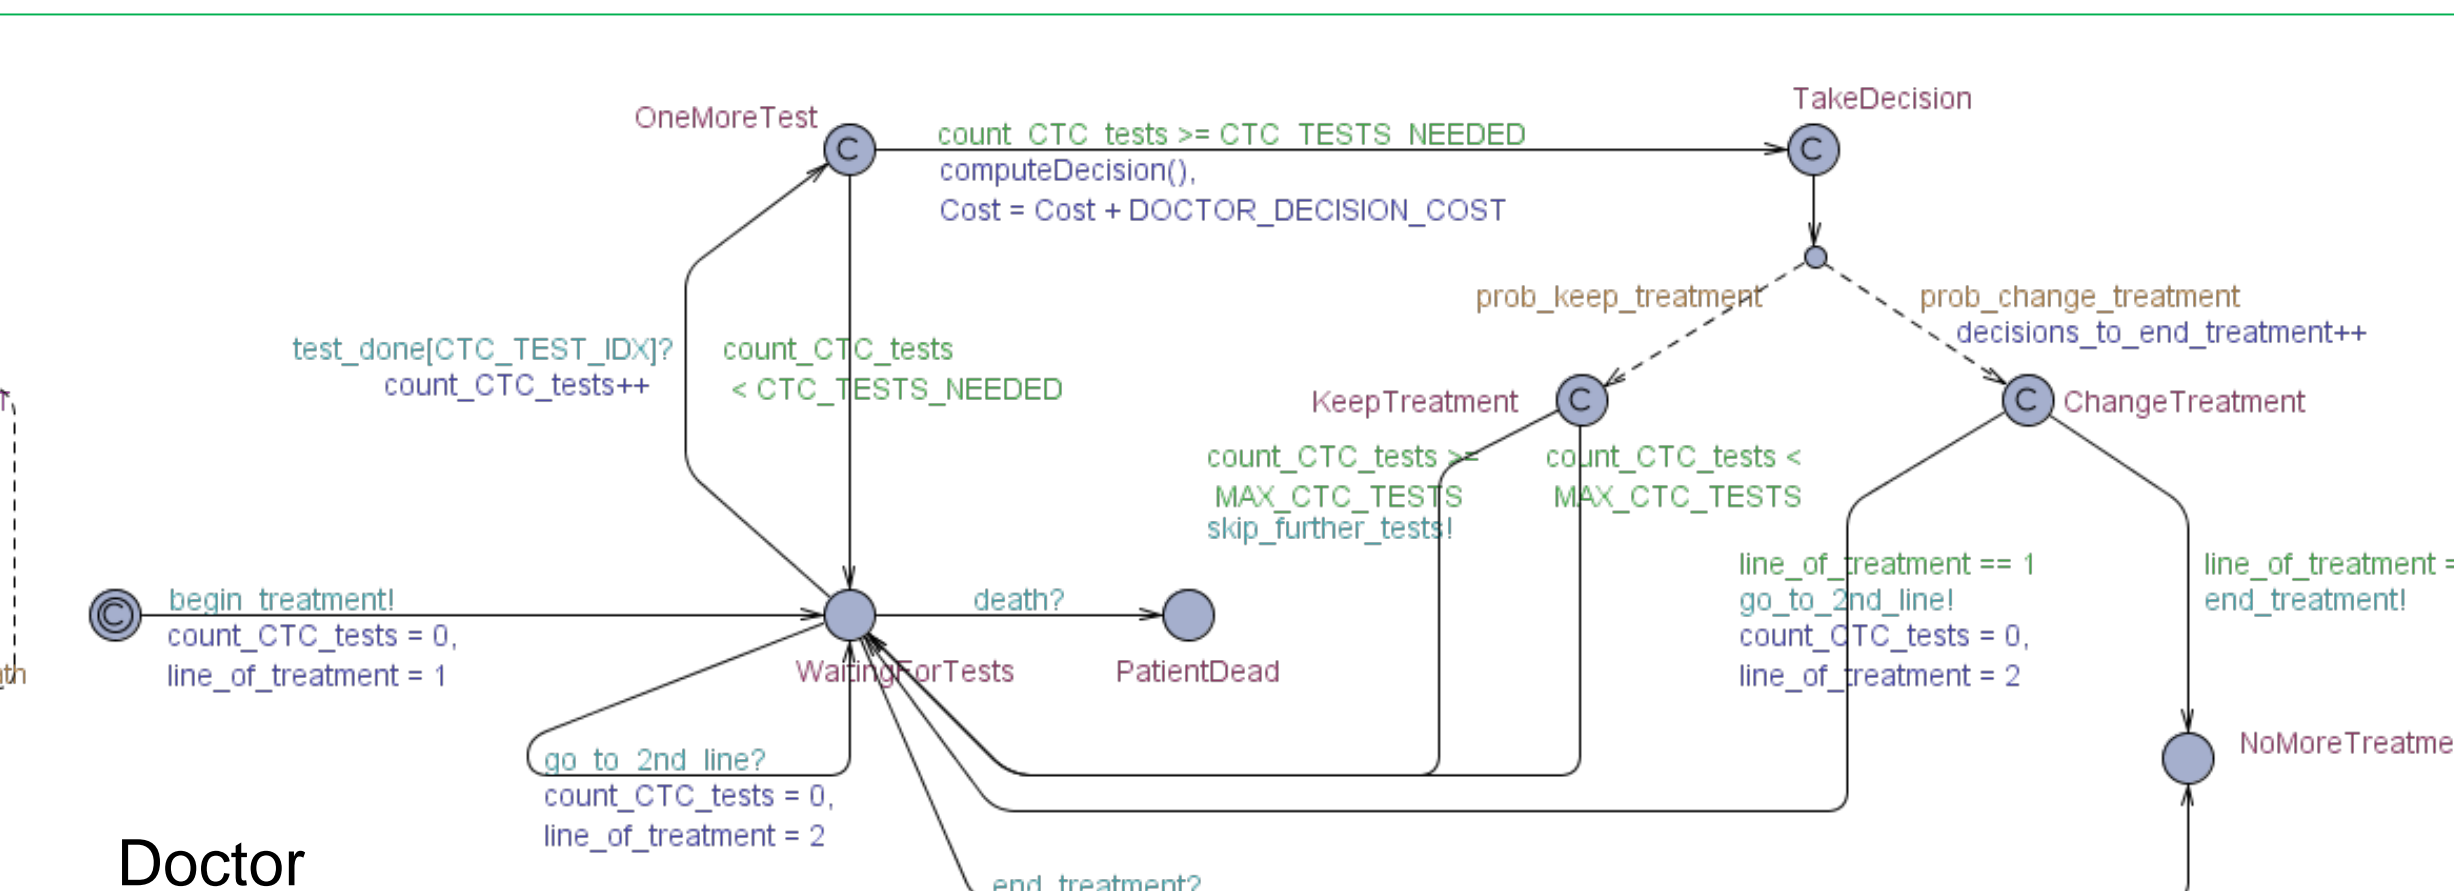 TakeDecision
OneMoreTest
C
C
count_CTC_tests >= CTC_TESTS_NEEDED
computeDecision(),
Cost = Cost + DOCTOR_DECISION_COST
prob_keep_treatment
prob_change_treatment
decisions_to_end_treatment++
test_done[CTC_TEST_IDX]?
count_CTC_tests++
count_CTC_tests
< CTC_TESTS_NEEDED
KeepTreatment
C
C
ChangeTreatment
count_CTC_tests >=
MAX_CTC_TESTS
skip_further_tests!
count_CTC_tests <
MAX_CTC_TESTS
line_of_treatment == 1
go_to_2nd_line!
count_CTC_tests = 0,
line_of_treatment = 2
line_of_treatment =
end_treatment!
C
begin_treatment!
count_CTC_tests = 0,
line_of_treatment = 1
death?
WaitingForTests
PatientDead
NoMoreTreatme
go_to_2nd_line?
count_CTC_tests = 0,
line_of_treatment = 2
Doctor
end_treatment?